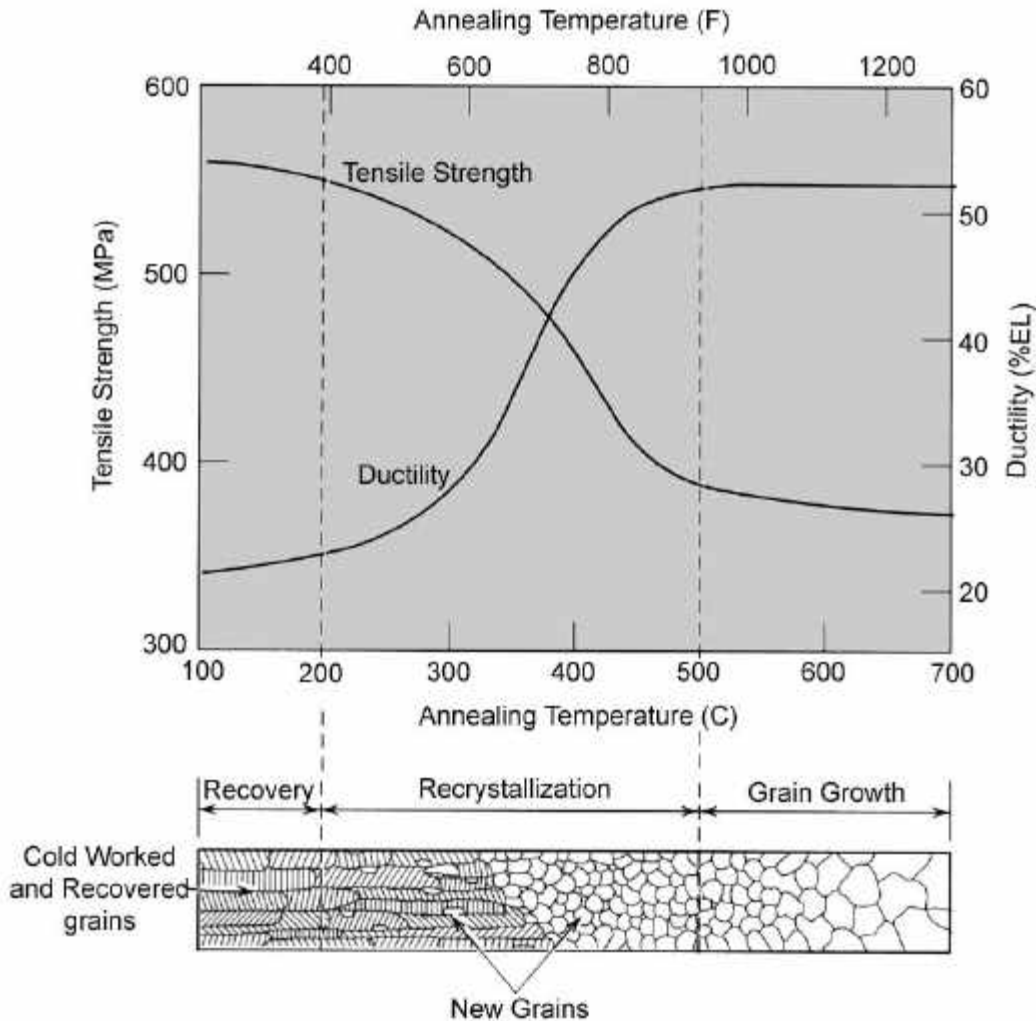 Annealing Temperature (F)
400 600 800 1000 1200
600
500
400
300
Tensile Strength (MPa)
60
50
40
30
20
Ductility (%EL)
Tensile Strength
Ductility
100 200 300 400 500 600 700
Annealing Temperature (C)
Recovery Recrystallization Grain Growth
Cold Worked
and Recovered
grains
New Grains